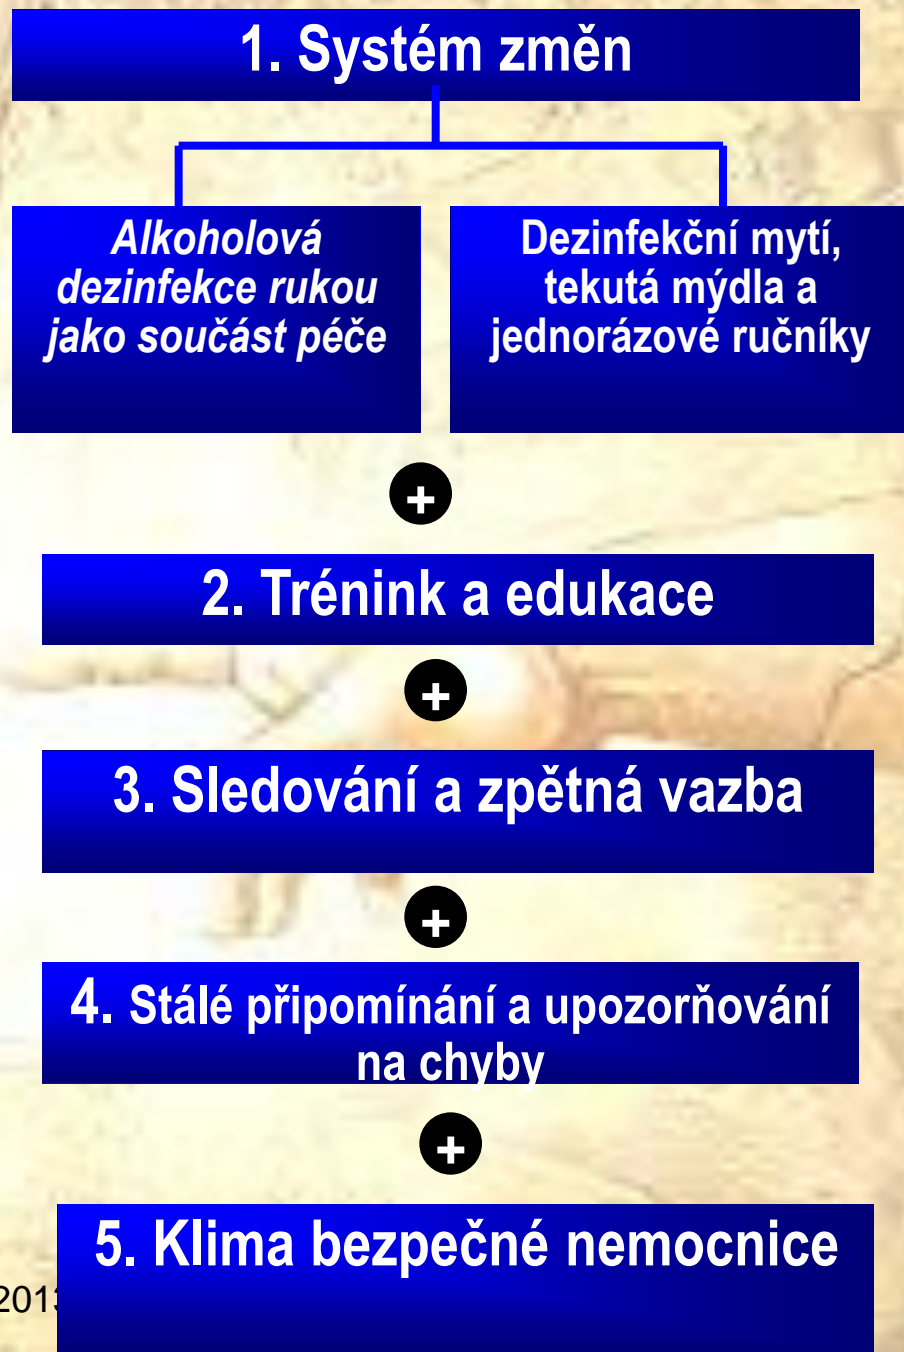 1. Systém změn
Alkoholová
dezinfekce rukou
jako součást péče
Dezinfekční mytí,
tekutá mýdla a
jednorázové ručníky
+
2. Trénink a edukace
+
3. Sledování a zpětná vazba
+
4. Stálé připomínání a upozorňování
na chyby
+
5. Klima bezpečné nemocnice